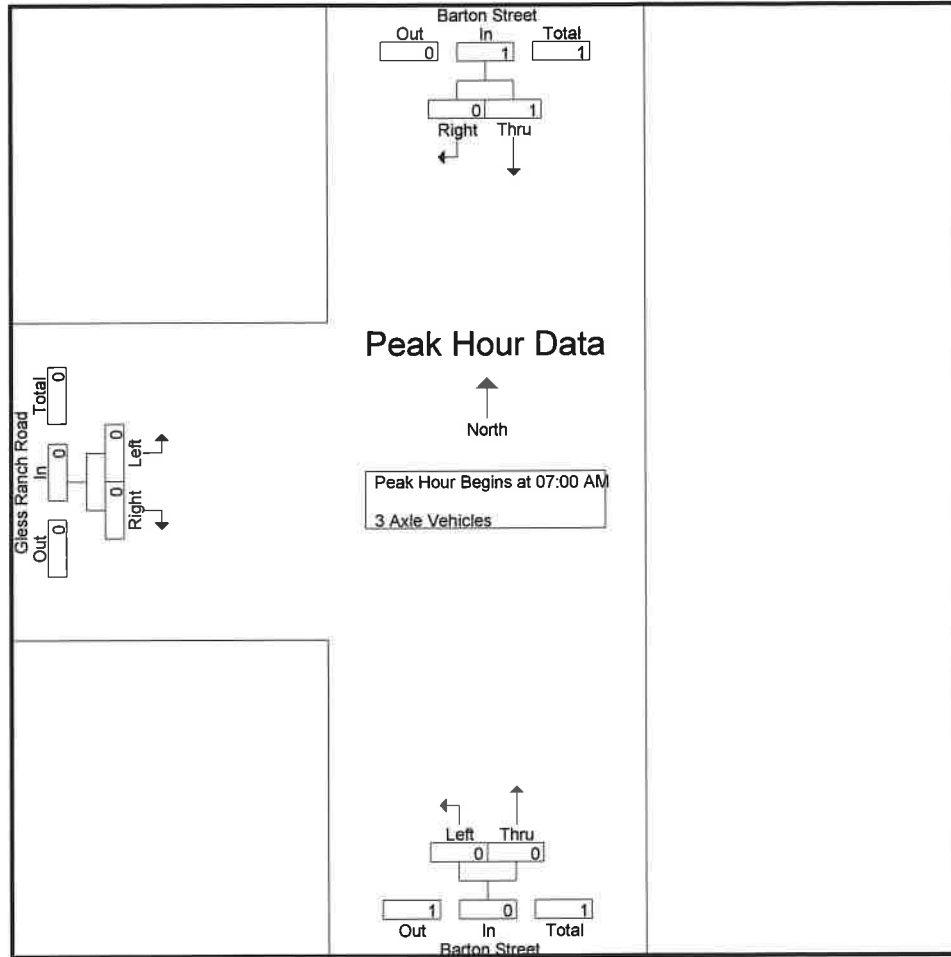 Barton Street
Out In Total
0 1 1
0 1
Right Thru
Peak Hour Data
North
Peak Hour Begins at 07:00 AM
3 Axle Vehicles
Gless Ranch Road
Out In Total
0 0 0
Right Left
0 0
Left Thru
0 0
1 0 1
Out In Total
Barton Street